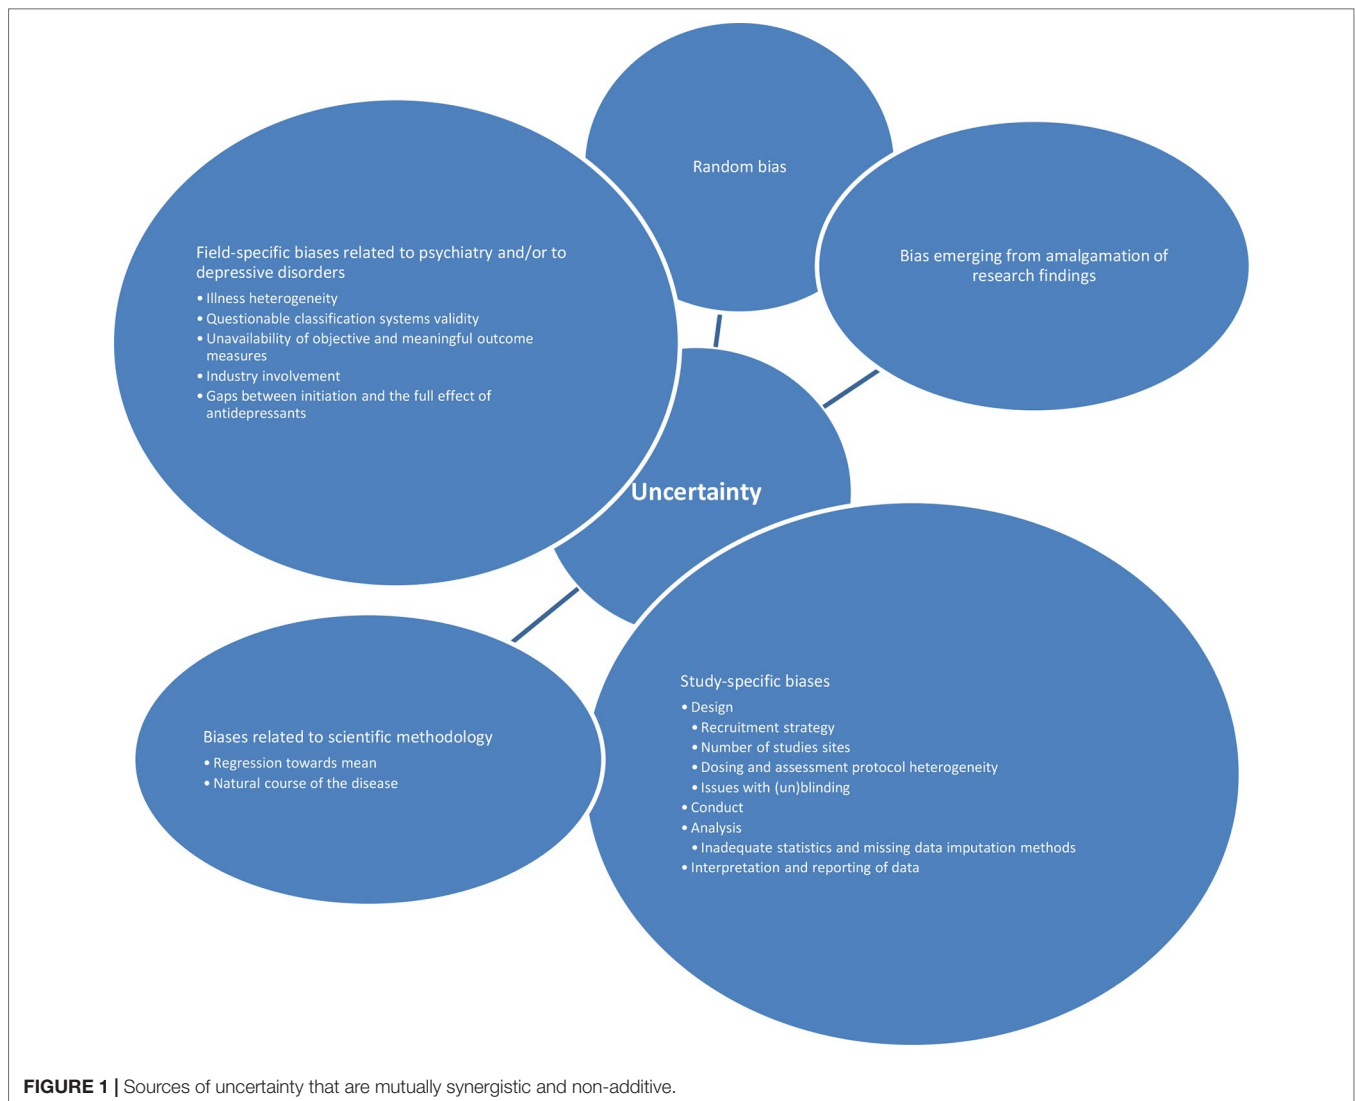 Random bias
Field-specific biases related to psychiatry and/or to
depressive disorders
• Illness heterogeneity
• Questionable classification systems validity
• Unavailability of objective and meaningful outcome
measures
• Industry involvement
• Gaps between initiation and the full effect of
antidepressants
Bias emerging from amalgamation of
research findings
Uncertainty
Biases related to scientific methodology
• Regression towards mean
• Natural course of the disease
Study-specific biases
• Design
• Recruitment strategy
• Number of studies sites
• Dosing and assessment protocol heterogeneity
• Issues with (un)blinding
• Conduct
• Analysis
• Inadequate statistics and missing data imputation methods
• Interpretation and reporting of data
FIGURE 1 | Sources of uncertainty that are mutually synergistic and non-additive.